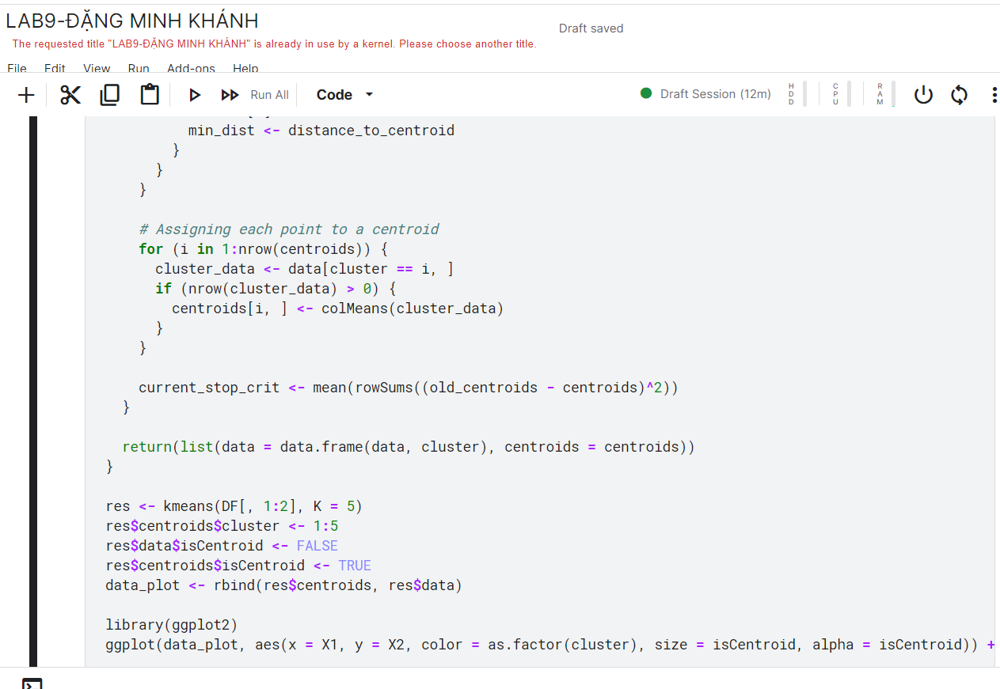 LAB9-ĐẶNG MINH KHÁNH
Draft saved
The requested title "LAB9-ĐẶNG MINH KHÁNH" is already in use by a kernel. Please choose another title.
File Edit View Run Add-ons Help
Run All Code Draft Session (12m) HDD CPU RAM
min_dist <- distance_to_centroid
}
}
}
# Assigning each point to a centroid
for (i in 1:nrow(centroids)) {
cluster_data <- data[cluster == i, ]
if (nrow(cluster_data) > 0) {
centroids[i, ] <- colMeans(cluster_data)
}
}
current_stop_crit <- mean(rowSums((old_centroids - centroids)^2))
}
return(list(data = data.frame(data, cluster), centroids = centroids))
}
res <- kmeans(DF[, 1:2], K = 5)
res$centroids$cluster <- 1:5
res$data$isCentroid <- FALSE
res$centroids$isCentroid <- TRUE
data_plot <- rbind(res$centroids, res$data)
library(ggplot2)
ggplot(data_plot, aes(x = X1, y = X2, color = as.factor(cluster), size = isCentroid, alpha = isCentroid)) +